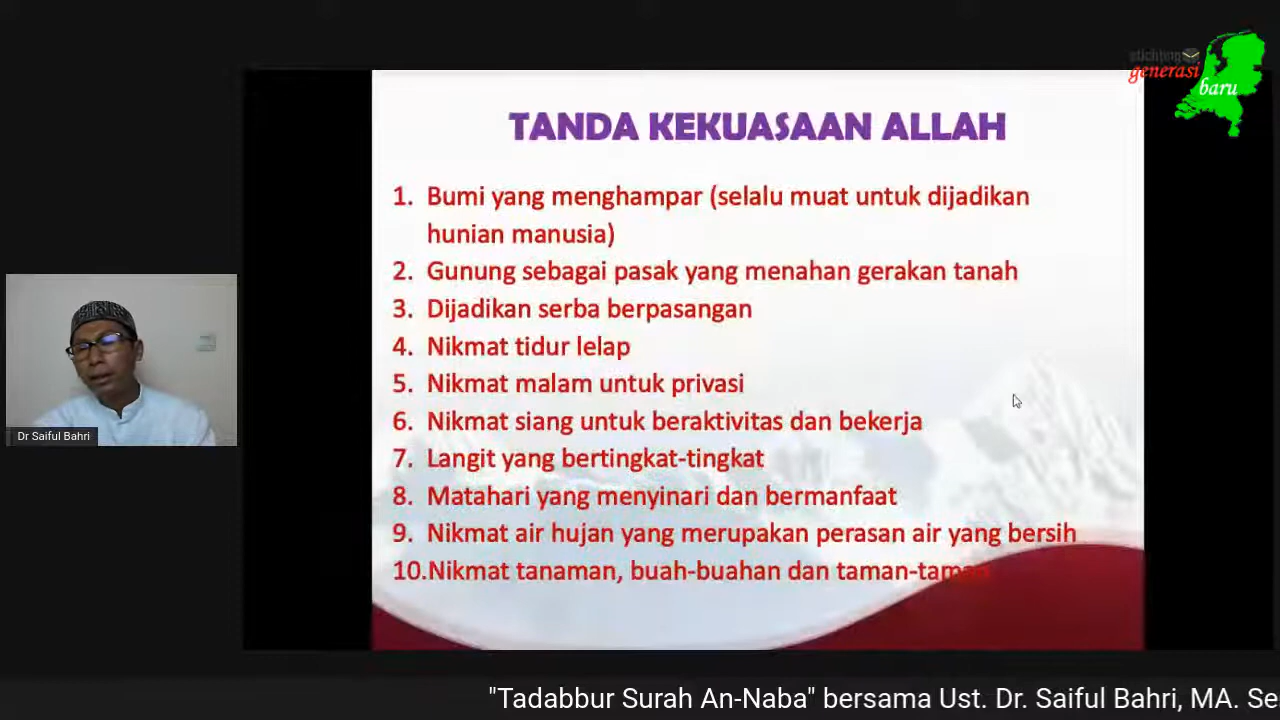 stichting
generasi
baru
TANDA KEKUASAAN ALLAH
1. Bumi yang menghampar (selalu muat untuk dijadikan
hunian manusia)
2. Gunung sebagai pasak yang menahan gerakan tanah
3. Dijadikan serba berpasangan
4. Nikmat tidur lelap
5. Nikmat malam untuk privasi
6. Nikmat siang untuk beraktivitas dan bekerja
7. Langit yang bertingkat-tingkat
8. Matahari yang menyinari dan bermanfaat
9. Nikmat air hujan yang merupakan perasan air yang bersih
10.Nikmat tanaman, buah-buahan dan taman-taman
Dr Saiful Bahri
"Tadabbur Surah An-Naba" bersama Ust. Dr. Saiful Bahri, MA. Se